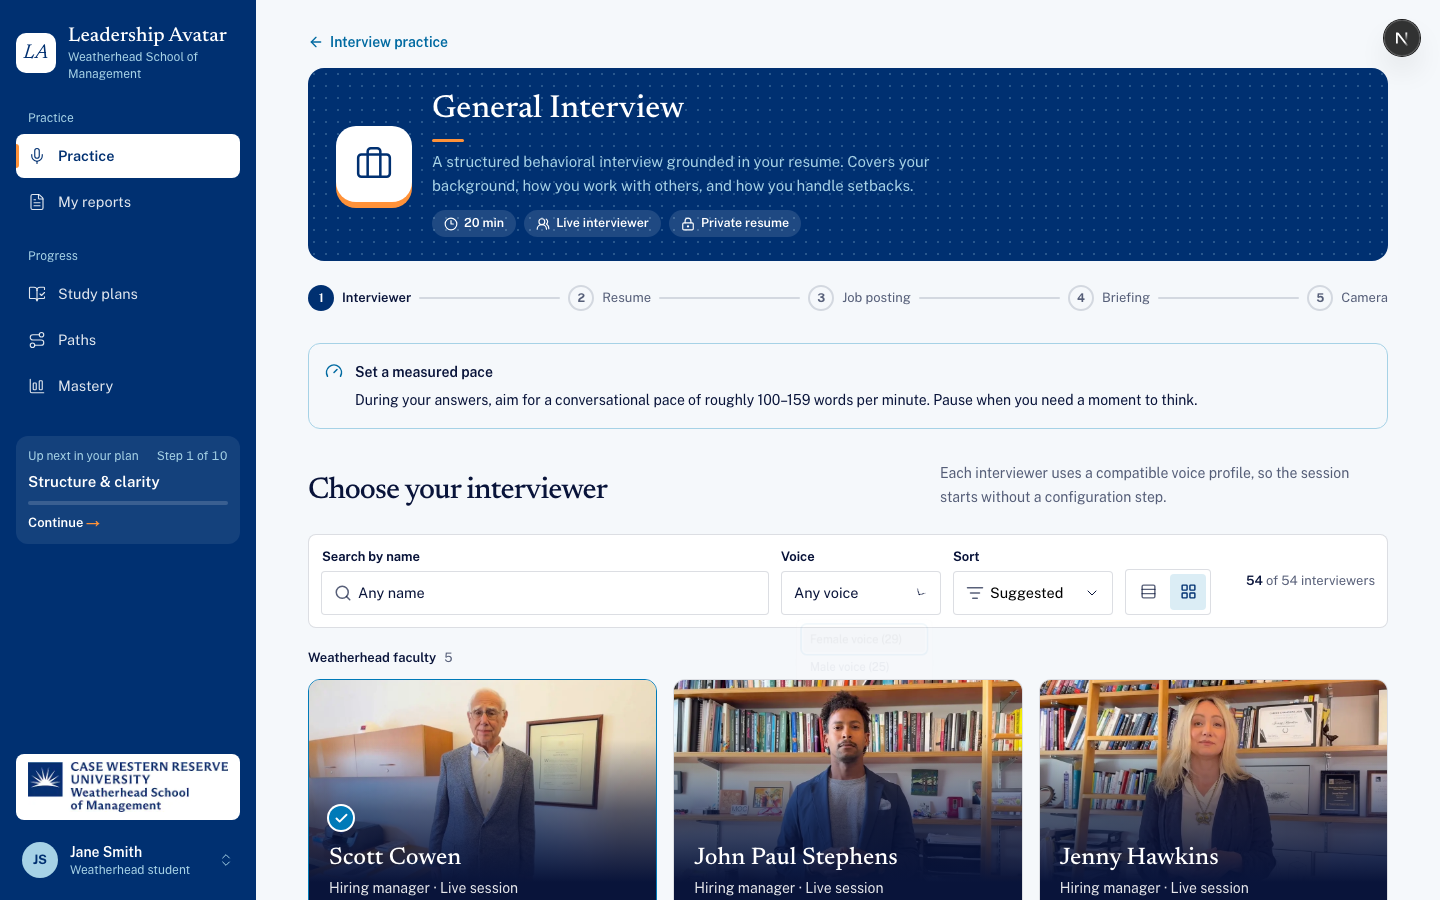 LA
Leadership Avatar
Weatherhead School of
Management
Practice
Practice
My reports
Progress
Study plans
Paths
Mastery
Up next in your plan Step 1 of 10
Structure & clarity
Continue →
CASE WESTERN RESERVE
UNIVERSITY
Weatherhead School
of Management
JS
Jane Smith
Weatherhead student
← Interview practice
N
General Interview
A structured behavioral interview grounded in your resume. Covers your
background, how you work with others, and how you handle setbacks.
20 min Live interviewer Private resume
1 Interviewer 2 Resume 3 Job posting 4 Briefing 5 Camera
Set a measured pace
During your answers, aim for a conversational pace of roughly 100–159 words per minute. Pause when you need a moment to think.
Choose your interviewer
Each interviewer uses a compatible voice profile, so the session
starts without a configuration step.
Search by name Voice Sort
Any name Any voice Suggested 54 of 54 interviewers
Female voice (29)
Male voice (25)
Weatherhead faculty 5
Scott Cowen John Paul Stephens Jenny Hawkins
Hiring manager · Live session Hiring manager · Live session Hiring manager · Live session